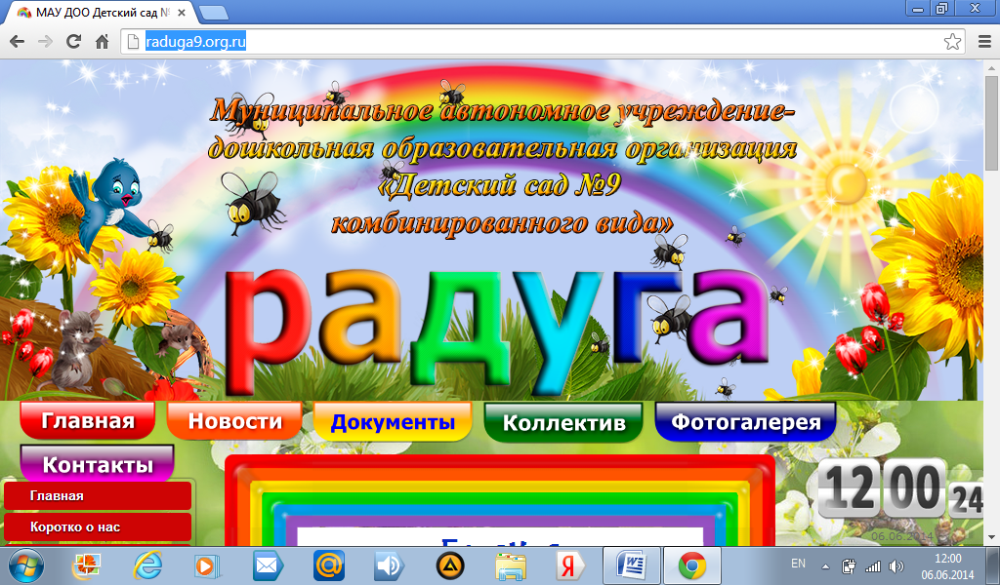 МАУ ДОО Детский сад №
raduga9.org.ru
Муниципальное автономное учреждение-
дошкольная образовательная организация
«Детский сад №9
комбинированного вида»
радуга
Главная
Новости
Документы
Коллектив
Фотогалерея
Контакты
Главная
Коротко о нас
12 00 24
06.06.2014
EN
12:00
06.06.2014